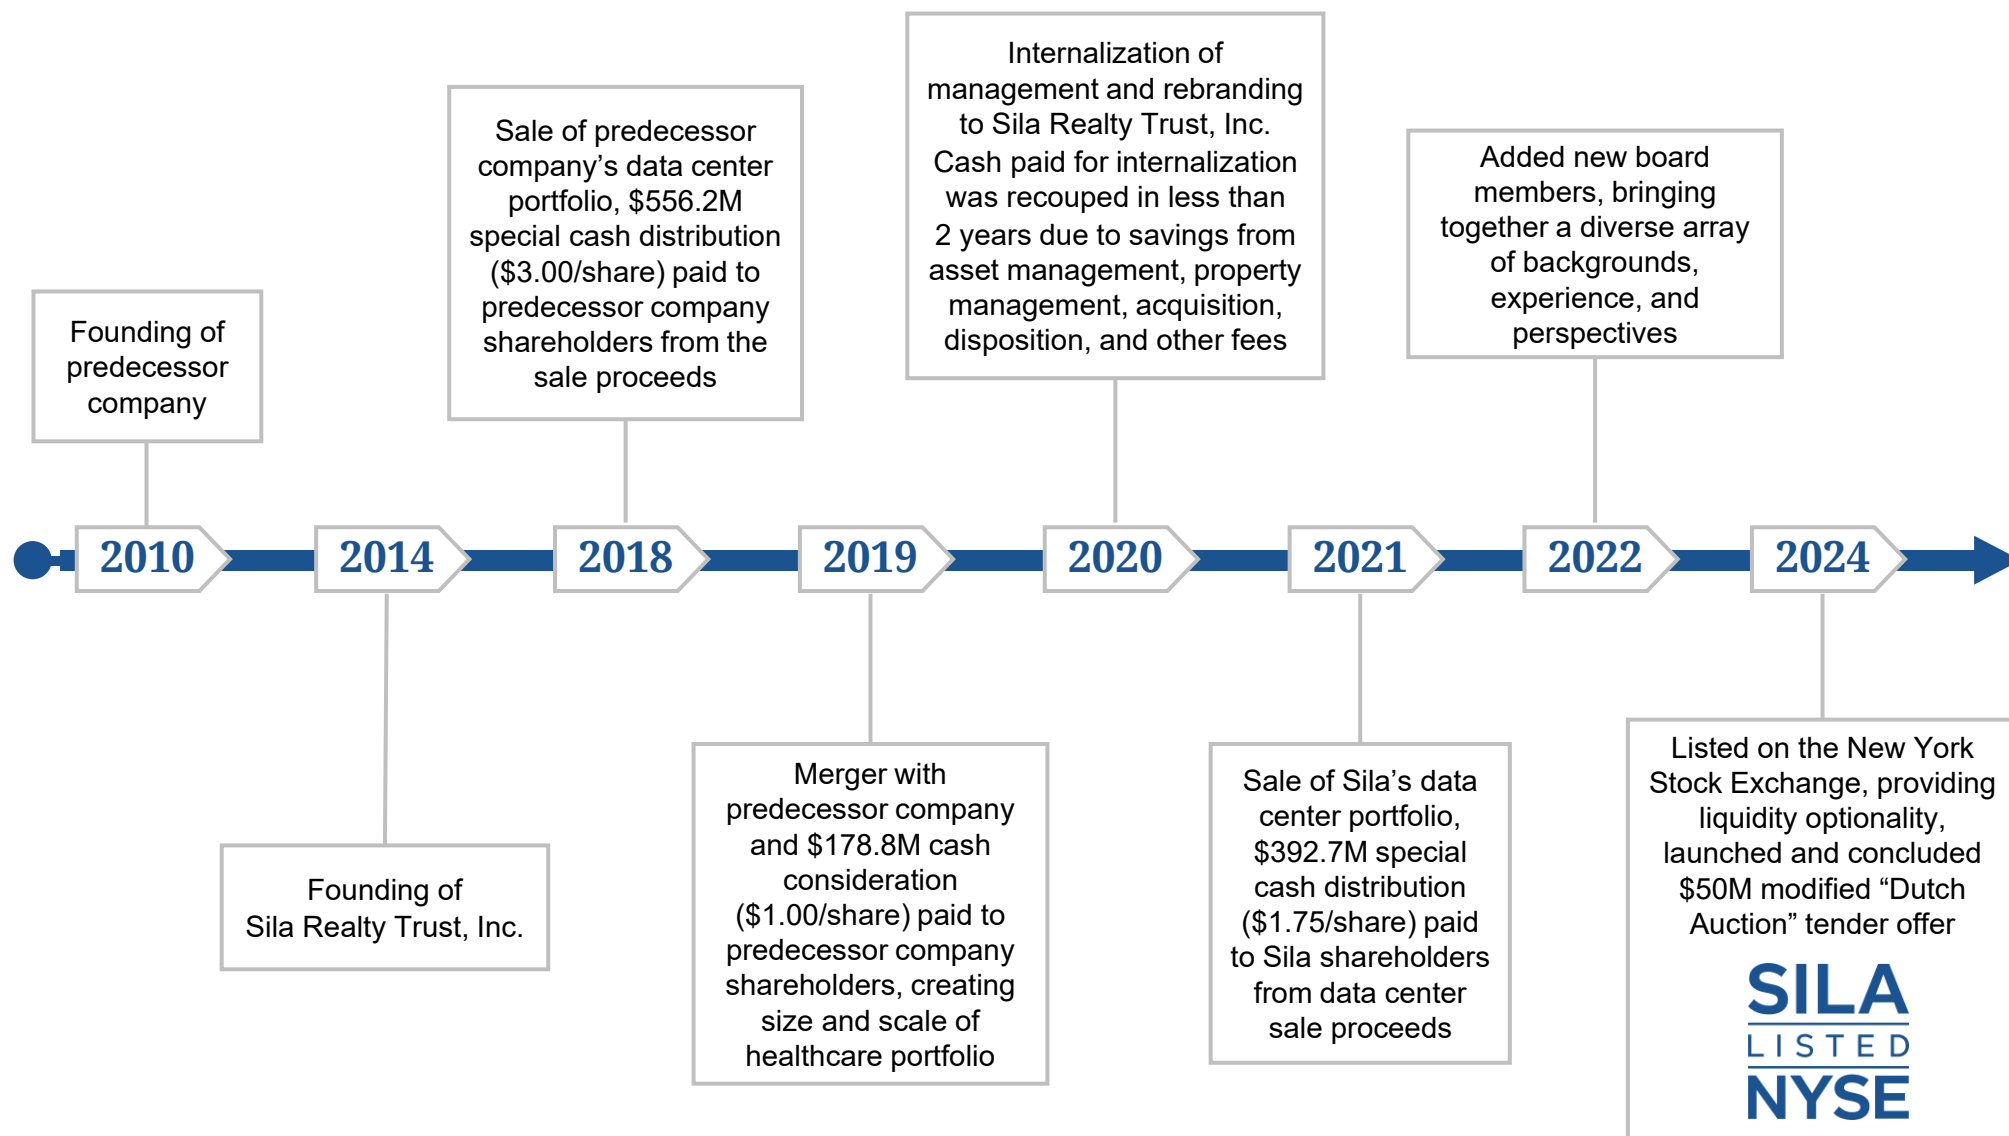 Founding of
predecessor
company
Sale of predecessor
company’s data center
portfolio, $556.2M
special cash distribution
($3.00/share) paid to
predecessor company
shareholders from the
sale proceeds
Internalization of
management and rebranding
to Sila Realty Trust, Inc.
Cash paid for internalization
was recouped in less than
2 years due to savings from
asset management, property
management, acquisition,
disposition, and other fees
Added new board
members, bringing
together a diverse array
of backgrounds,
experience, and
perspectives
2010
2014
2018
2019
2020
2021
2022
2024
Founding of
Sila Realty Trust, Inc.
Merger with
predecessor company
and $178.8M cash
consideration
($1.00/share) paid to
predecessor company
shareholders, creating
size and scale of
healthcare portfolio
Sale of Sila’s data
center portfolio,
$392.7M special
cash distribution
($1.75/share) paid
to Sila shareholders
from data center
sale proceeds
Listed on the New York
Stock Exchange, providing
liquidity optionality,
launched and concluded
$50M modified “Dutch
Auction” tender offer
SILA
LISTED
NYSE